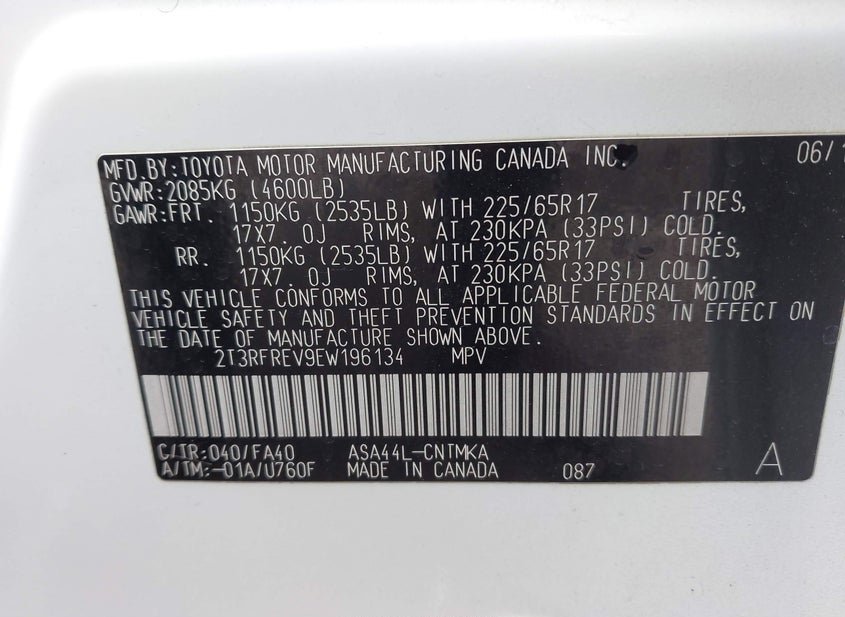 MFD.BY:TOYOTA MOTOR MANUFACTURING CANADA INC. 06/1
GVWR:2085KG (4600LB)
GAWR:FRT. 1150KG (2535LB) WITH 225/65R17 TIRES,
17X7.0J RIMS, AT 230KPA (33PSI) COLD.
RR. 1150KG (2535LB) WITH 225/65R17 TIRES,
17X7.0J RIMS, AT 230KPA (33PSI) COLD.
THIS VEHICLE CONFORMS TO ALL APPLICABLE FEDERAL MOTOR
VEHICLE SAFETY AND THEFT PREVENTION STANDARDS IN EFFECT ON
THE DATE OF MANUFACTURE SHOWN ABOVE.
2T3RFREV9EW196134 MPV
C/TR:040/FA40 ASA44L-CNTMKA
A/TM:-01A/U760F MADE IN CANADA 087 A